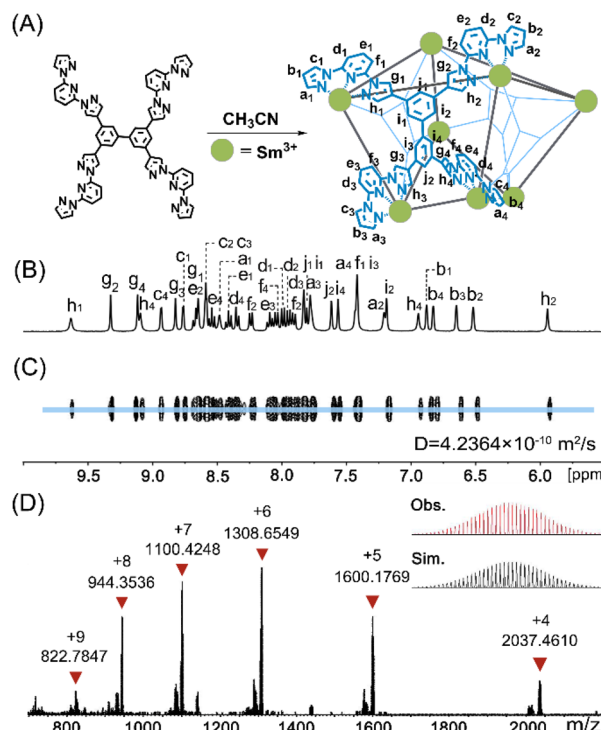 (A)
CH₃CN
= Sm³⁺
N N N N N N N N N N
a₁ b₁ c₁ d₁ e₁ f₁ g₁ h₁ i₁ j₁
a₂ b₂ c₂ d₂ e₂ f₂ g₂ h₂ i₂
a₃ b₃ c₃ d₃ e₃ f₃ g₃ h₃ i₃ j₂
a₄ b₄ c₄ d₄ e₄ f₄ g₄ h₄ i₄
(B)
h₁ g₂ g₄ h₄ c₄ g₃ c₁ g₁ e₂ c₂ c₃ e₄ a₁ e₁ d₄ f₂ f₄ e₃ d₁ d₂ d₃ f₂ j₁ i₁ a₃ j₂ i₄ a₄ f₁ i₃ a₂ i₂ h₄ b₁ b₄ b₃ b₂ h₂
(C)
D=4.2364×10⁻¹⁰ m²/s
9.5 9.0 8.5 8.0 7.5 7.0 6.5 6.0 [ppm]
(D)
+9
822.7847
+8
944.3536
+7
1100.4248
+6
1308.6549
+5
1600.1769
+4
2037.4610
Obs.
Sim.
800 1000 1200 1400 1600 1800 2000 m/z